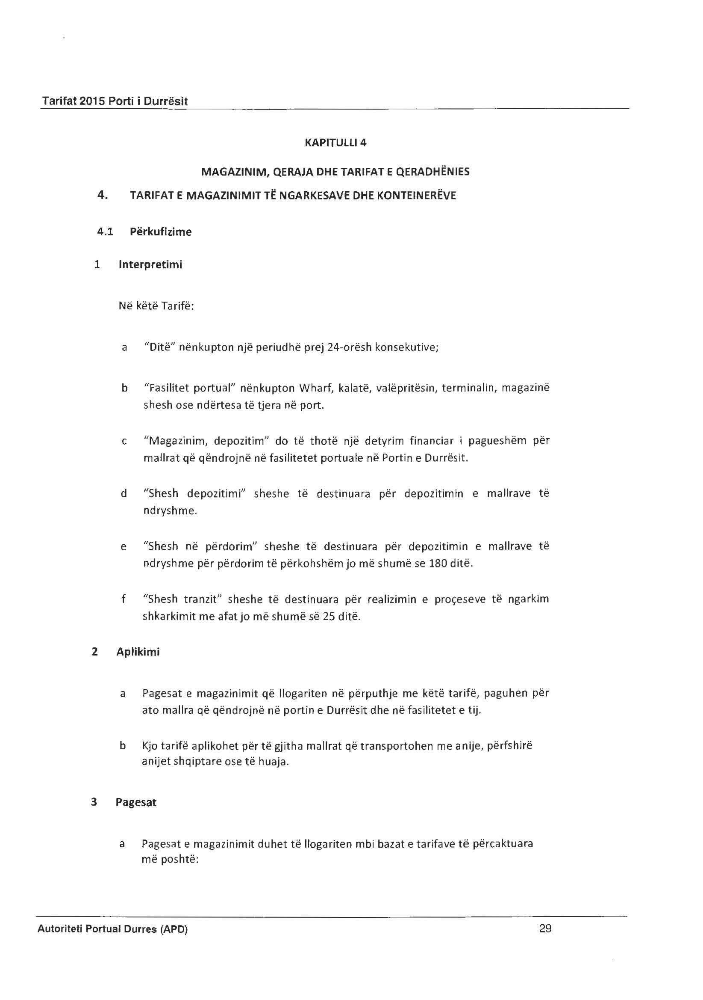 Tarifat 2015 Porti i Durrësit
KAPITULLI 4
MAGAZINIM, QERAJA DHE TARIFAT E QERADHËNIES
4. TARIFAT E MAGAZINIMIT TË NGARKESAVE DHE KONTEINERËVE
4.1 Përkufizime
1 Interpretimi
Në këtë Tarifë:
a "Ditë" nënkupton një periudhë prej 24-orësh konsekutive;
b "Fasilitet portual" nënkupton Wharf, kalatë, valëpritësin, terminalin, magazinë
shesh ose ndërtesa të tjera në port.
c "Magazinim, depozitim" do të thotë një detyrim financiar i pagueshëm për
mallrat që qëndrojnë në fasilitetet portuale në Portin e Durrësit.
d "Shesh depozitimi" sheshe të destinuara për depozitimin e mallrave të
ndryshme.
e "Shesh në përdorim" sheshe të destinuara për depozitimin e mallrave të
ndryshme për përdorim të përkohshëm jo më shumë se 180 ditë.
f "Shesh tranzit" sheshe të destinuara për realizimin e proçeseve të ngarkim
shkarkimit me afat jo më shumë së 25 ditë.
2 Aplikimi
a Pagesat e magazinimit që llogariten në përputhje me këtë tarifë, paguhen për
ato mallra që qëndrojnë në portin e Durrësit dhe në fasilitetet e tij.
b Kjo tarifë aplikohet për të gjitha mallrat që transportohen me anije, përfshirë
anijet shqiptare ose të huaja.
3 Pagesat
a Pagesat e magazinimit duhet të llogariten mbi bazat e tarifave të përcaktuara
më poshtë:
Autoriteti Portual Durres (APD) 29